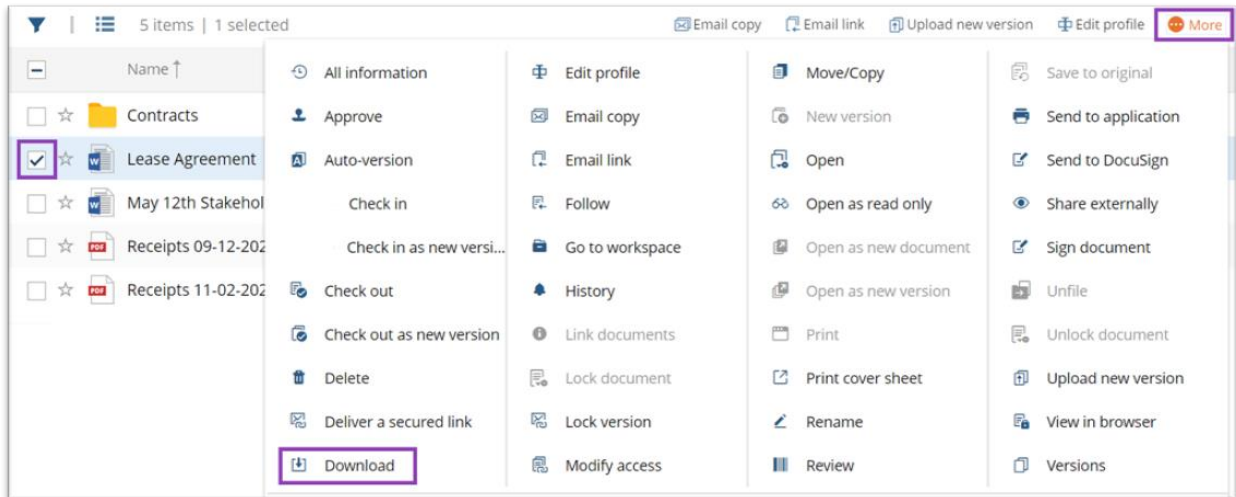 5 items | 1 selected
Email copy
Email link
Upload new version
Edit profile
More
Name
Contracts
Lease Agreement
May 12th Stakehol
Receipts 09-12-202
Receipts 11-02-202
All information
Approve
Auto-version
Check in
Check in as new versi...
Check out
Check out as new version
Delete
Deliver a secured link
Download
Edit profile
Email copy
Email link
Follow
Go to workspace
History
Link documents
Lock document
Lock version
Modify access
Move/Copy
New version
Open
Open as read only
Open as new document
Open as new version
Print
Print cover sheet
Rename
Review
Save to original
Send to application
Send to DocuSign
Share externally
Sign document
Unfile
Unlock document
Upload new version
View in browser
Versions